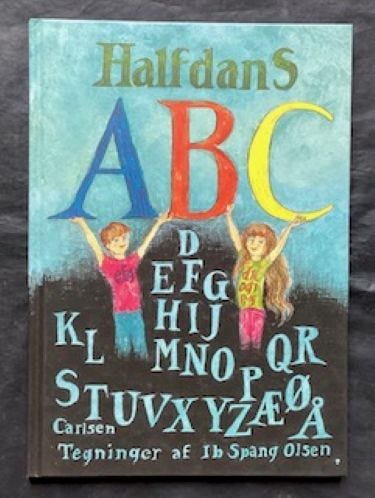 Halfdans
ABC
D
EFG
HIJ
KL
MNO
P
QR
STUVXYZÆØÅ
Carlsen
Tegninger af Ib Spang Olsen